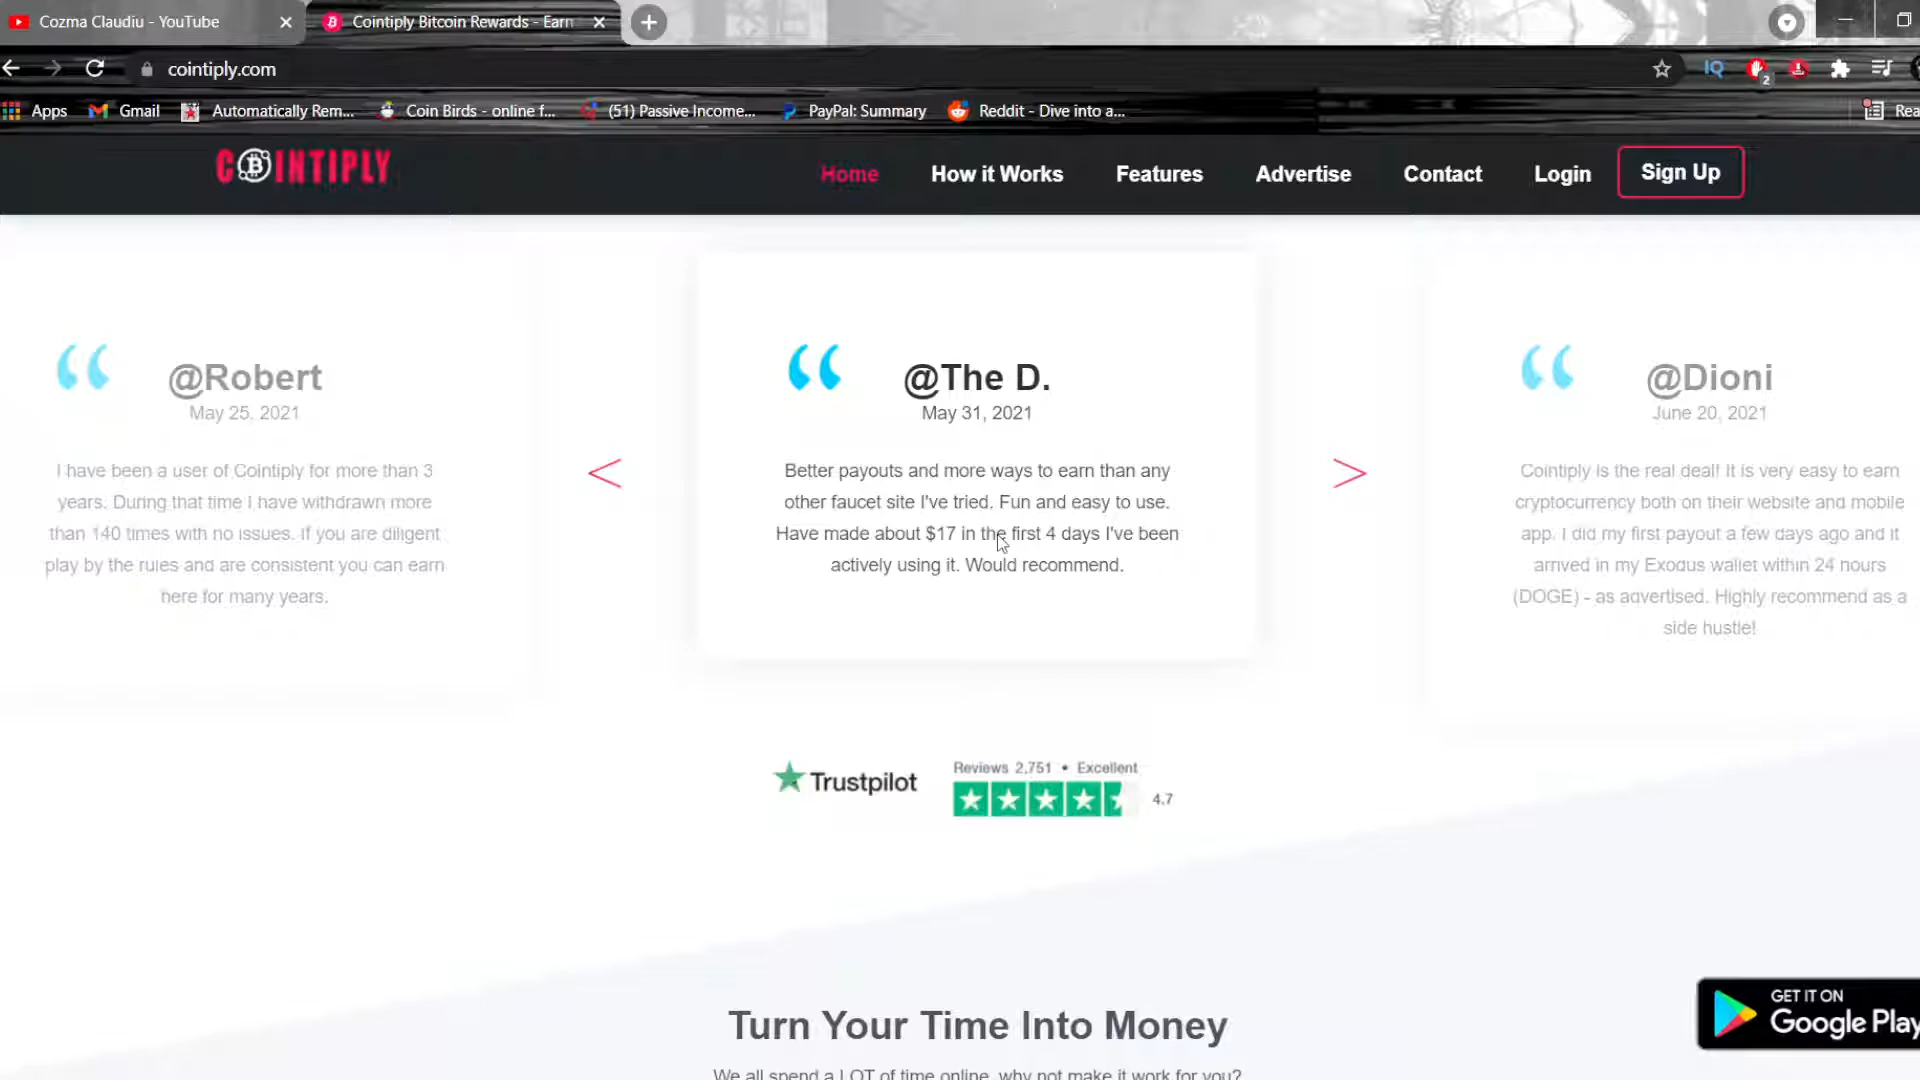 Cozma Claudiu - YouTube
Cointiply Bitcoin Rewards - Earn
cointiply.com
IQ
2
Apps
Gmail
Automatically Rem...
Coin Birds - online f...
(51) Passive Income...
PayPal: Summary
Reddit - Dive into a...
Rea
COINTIPLY
Home
How it Works
Features
Advertise
Contact
Login
Sign Up
@Robert
May 25, 2021
I have been a user of Cointiply for more than 3
years. During that time I have withdrawn more
than 140 times with no issues. If you are diligent
play by the rules and are consistent you can earn
here for many years.
<
@The D.
May 31, 2021
Better payouts and more ways to earn than any
other faucet site I've tried. Fun and easy to use.
Have made about $17 in the first 4 days I've been
actively using it. Would recommend.
>
@Dioni
June 20, 2021
Cointiply is the real deal! It is very easy to earn
cryptocurrency both on their website and mobile
app. I did my first payout a few days ago and it
arrived in my Exodus wallet within 24 hours
(DOGE) - as advertised. Highly recommend as a
side hustle!
Trustpilot
Reviews 2,751 • Excellent
4.7
Turn Your Time Into Money
We all spend a LOT of time online, why not make it work for you?
GET IT ON
Google Play